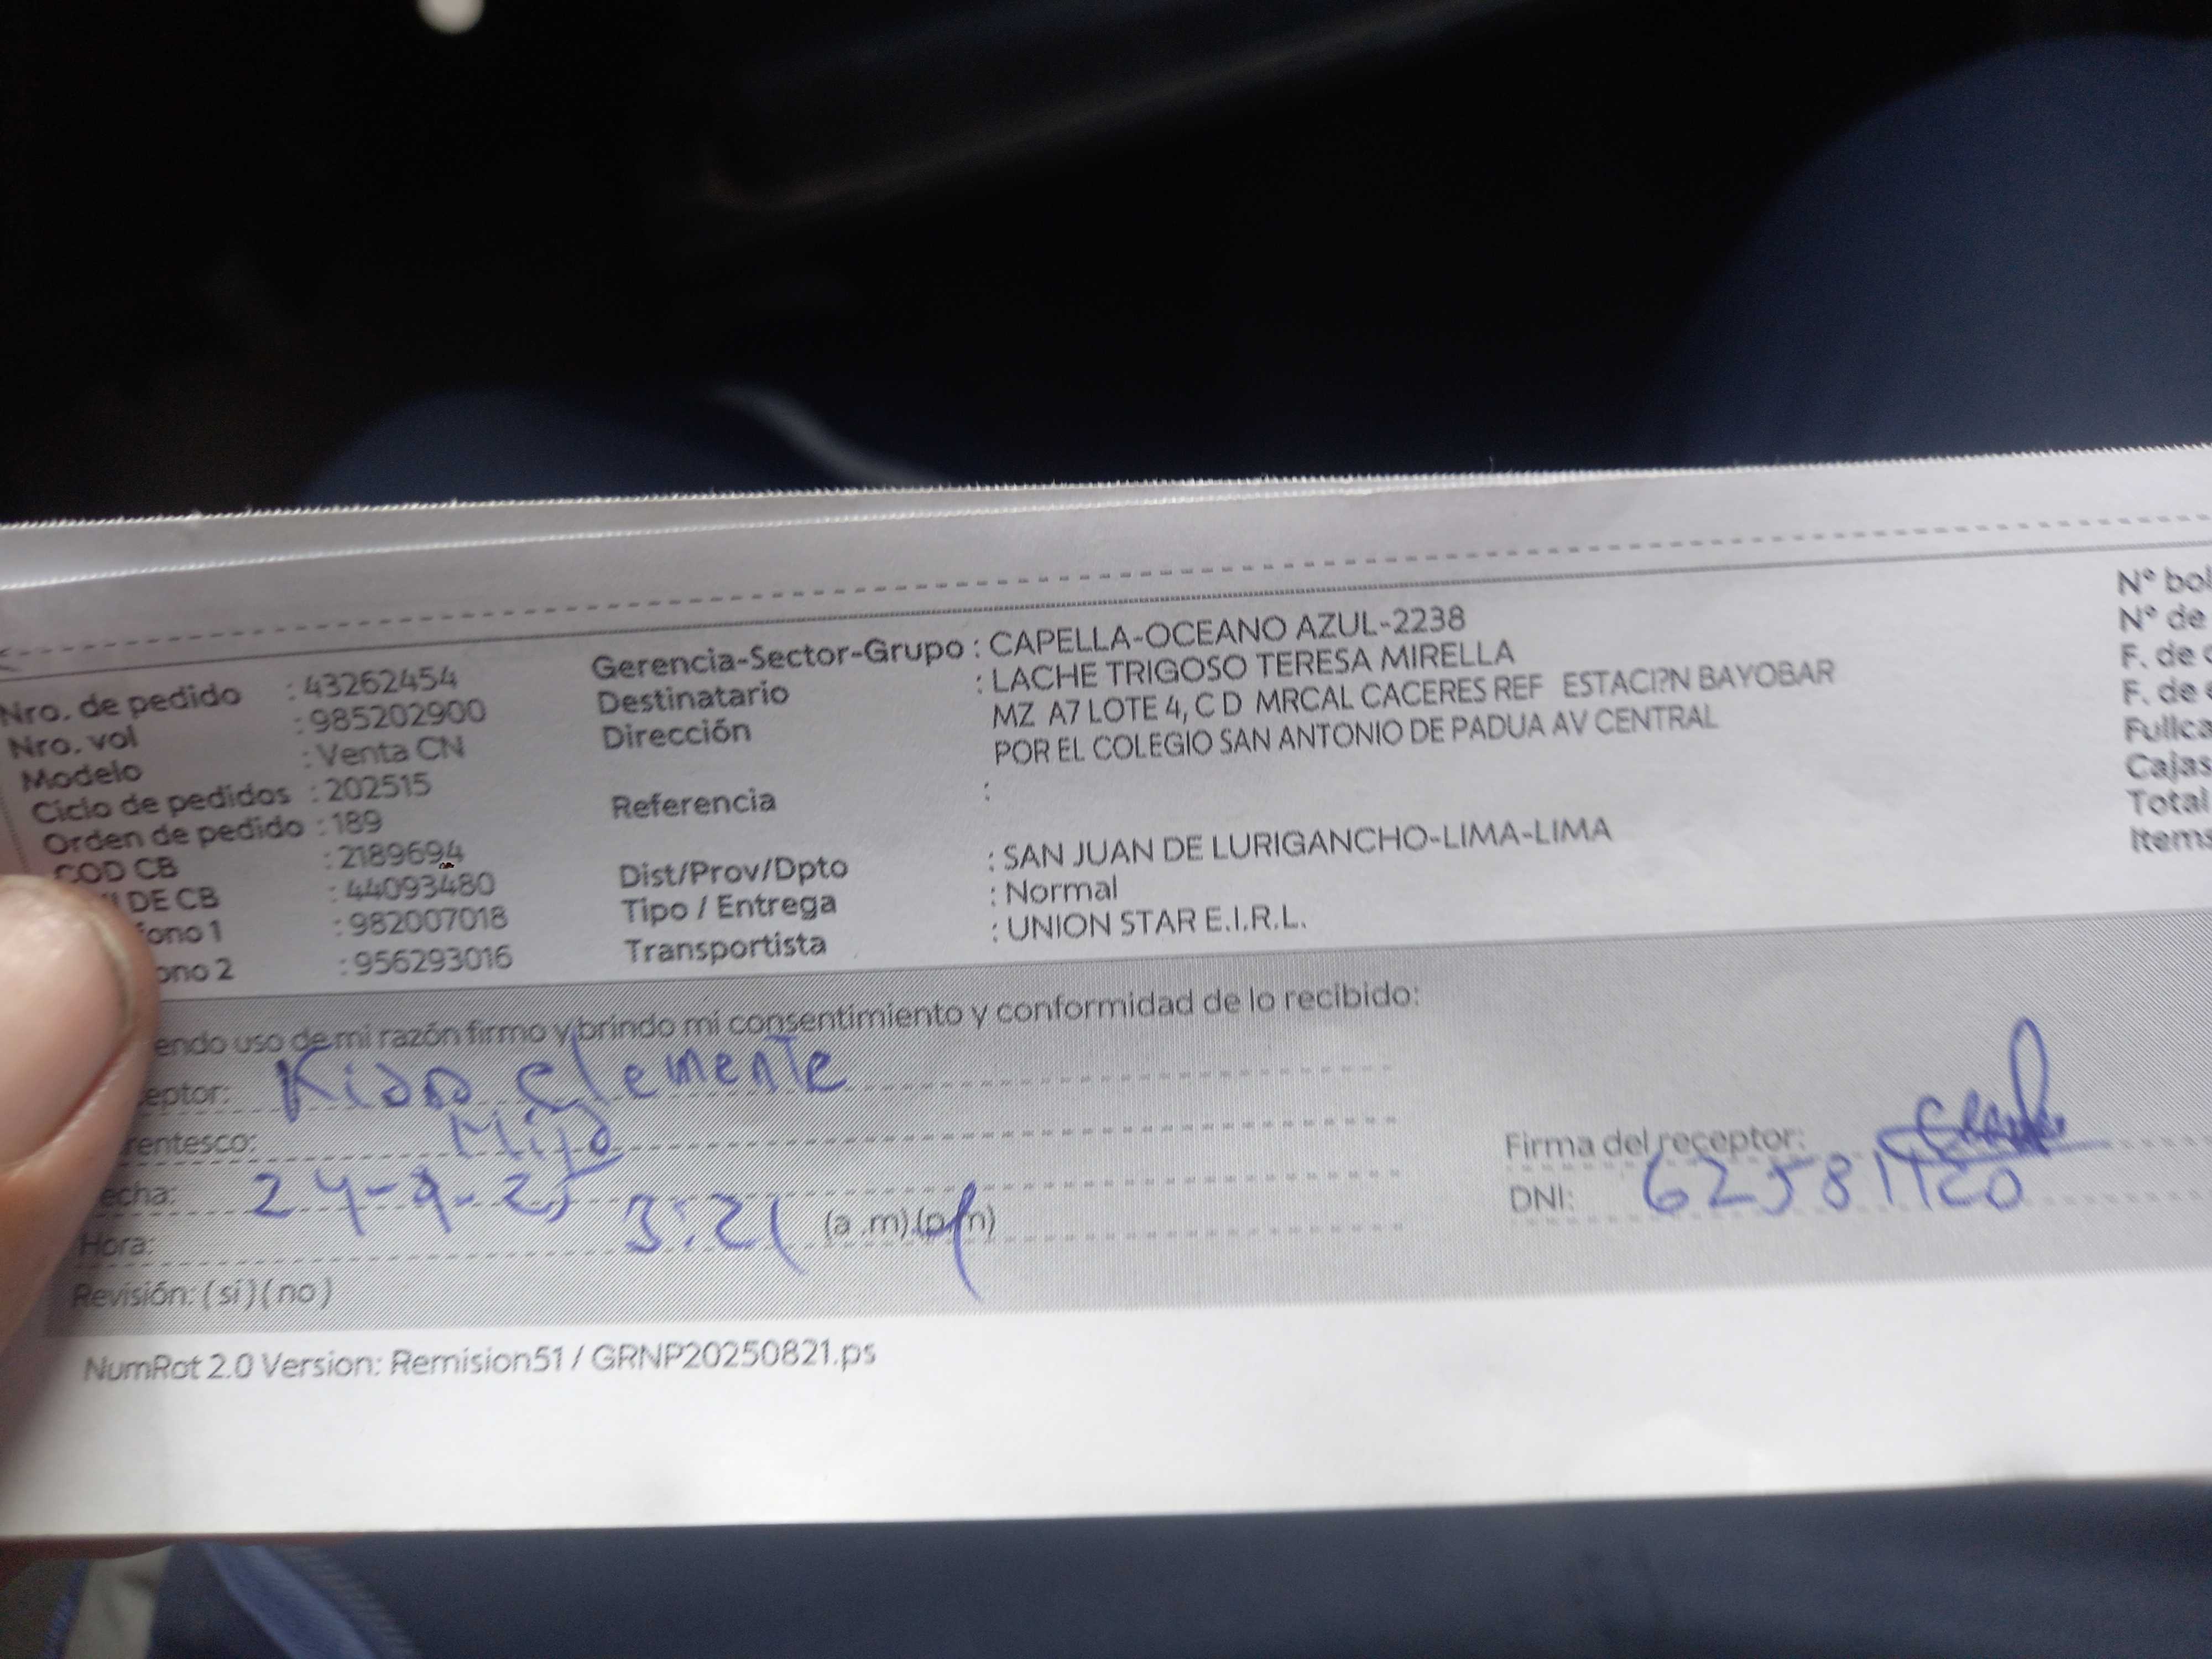 Nro. de pedido : 43262454
Nro. vol : 985202900
Modelo : Venta CN
Ciclo de pedidos : 202515
Orden de pedido : 189
COD CB : 2189694
DE CB : 44093480
fono 1 : 982007018
ono 2 : 956293016
Gerencia-Sector-Grupo : CAPELLA-OCEANO AZUL-2238
Destinatario : LACHE TRIGOSO TERESA MIRELLA
Dirección MZ A7 LOTE 4, C D MRCAL CACERES REF ESTACI?N BAYOBAR
POR EL COLEGIO SAN ANTONIO DE PADUA AV CENTRAL
Referencia :
Dist/Prov/Dpto : SAN JUAN DE LURIGANCHO-LIMA-LIMA
Tipo / Entrega : Normal
Transportista : UNION STAR E.I.R.L.
N° bol
N° de
F. de
F. de
Fullca
Cajas
Total
Items
endo uso de mi razón firmo y brindo mi consentimiento y conformidad de lo recibido:
eptor: Clemente
rentesco:
echa: 24-9-25
Hora: 3:21 (a .m) (p.m)
Revisión: ( si ) ( no )
Firma del receptor:
DNI:
NumRot 2.0 Version: Remision51 / GRNP20250821.ps